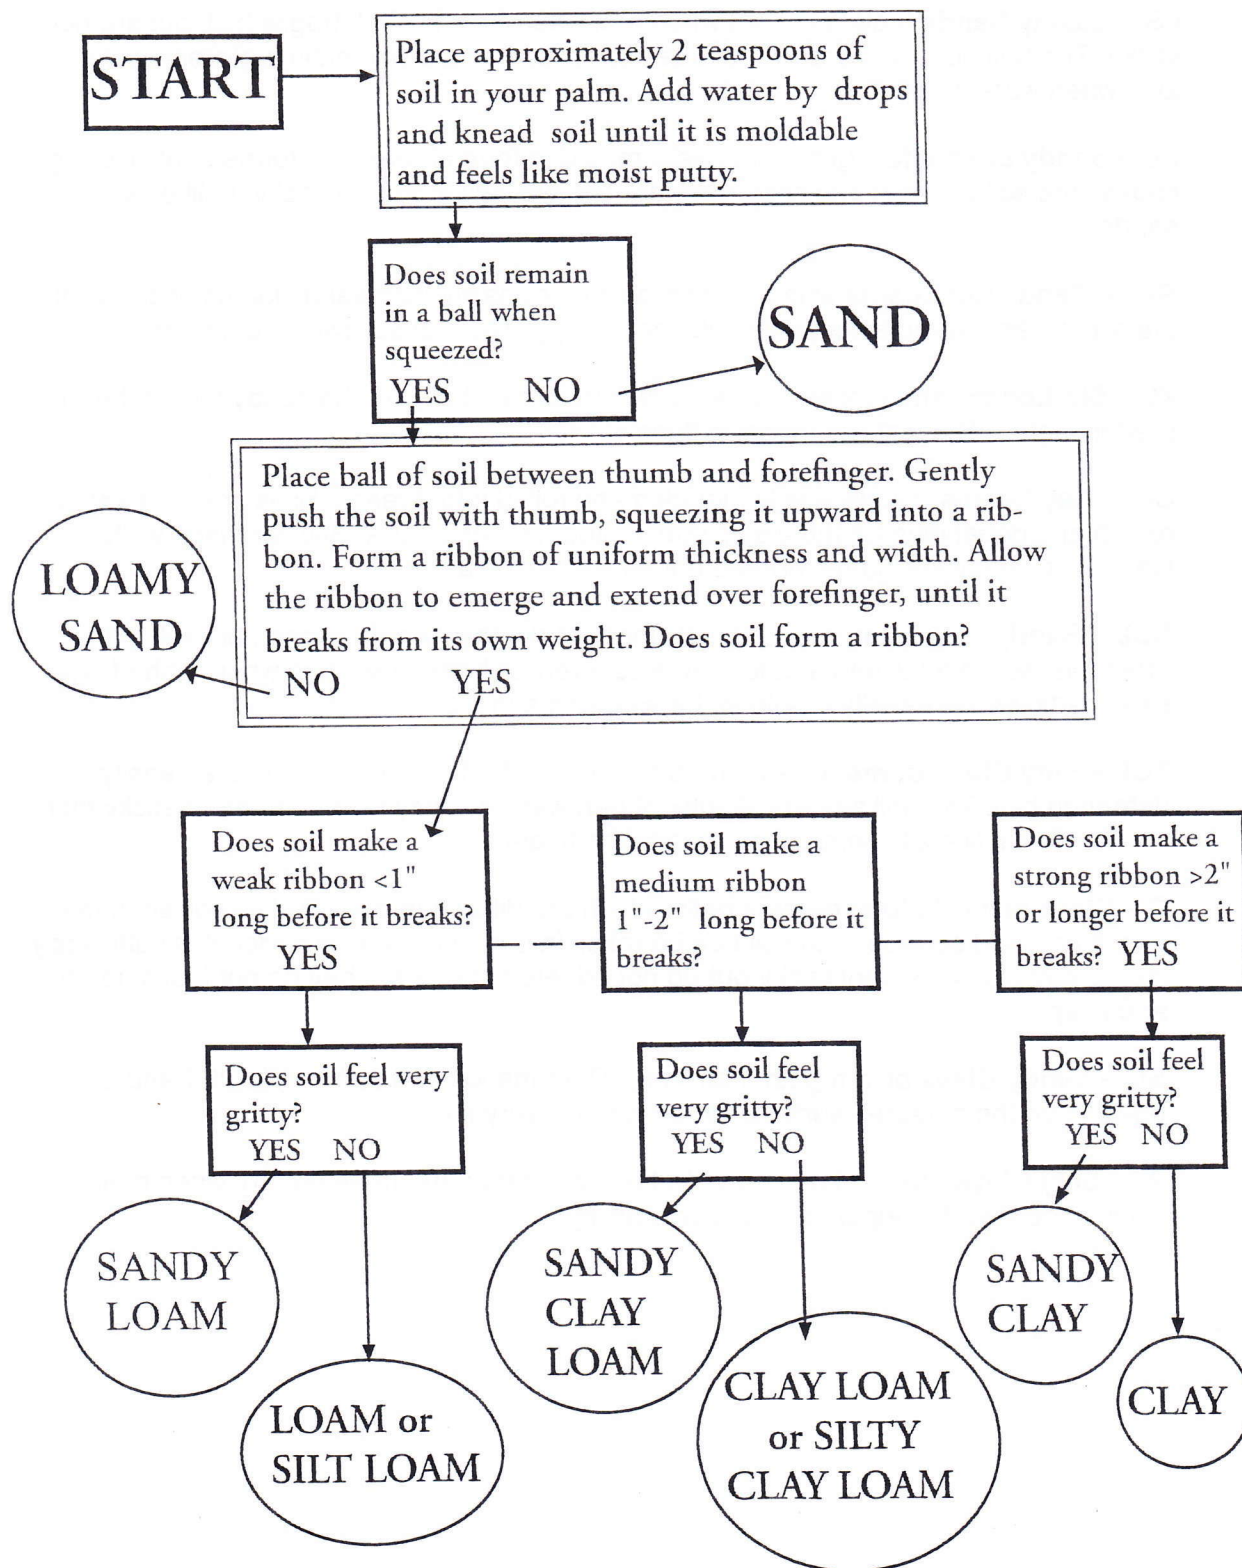 START
Place approximately 2 teaspoons of
soil in your palm. Add water by drops
and knead soil until it is moldable
and feels like moist putty.
Does soil remain
in a ball when
squeezed?
YES NO
SAND
Place ball of soil between thumb and forefinger. Gently
push the soil with thumb, squeezing it upward into a rib-
bon. Form a ribbon of uniform thickness and width. Allow
the ribbon to emerge and extend over forefinger, until it
breaks from its own weight. Does soil form a ribbon?
NO YES
LOAMY
SAND
Does soil make a
weak ribbon <1"
long before it breaks?
YES
Does soil make a
medium ribbon
1"-2" long before it
breaks?
Does soil make a
strong ribbon >2"
or longer before it
breaks? YES
Does soil feel very
gritty?
YES NO
Does soil feel
very gritty?
YES NO
Does soil feel
very gritty?
YES NO
SANDY
LOAM
LOAM or
SILT LOAM
SANDY
CLAY
LOAM
CLAY LOAM
or SILTY
CLAY LOAM
SANDY
CLAY
CLAY